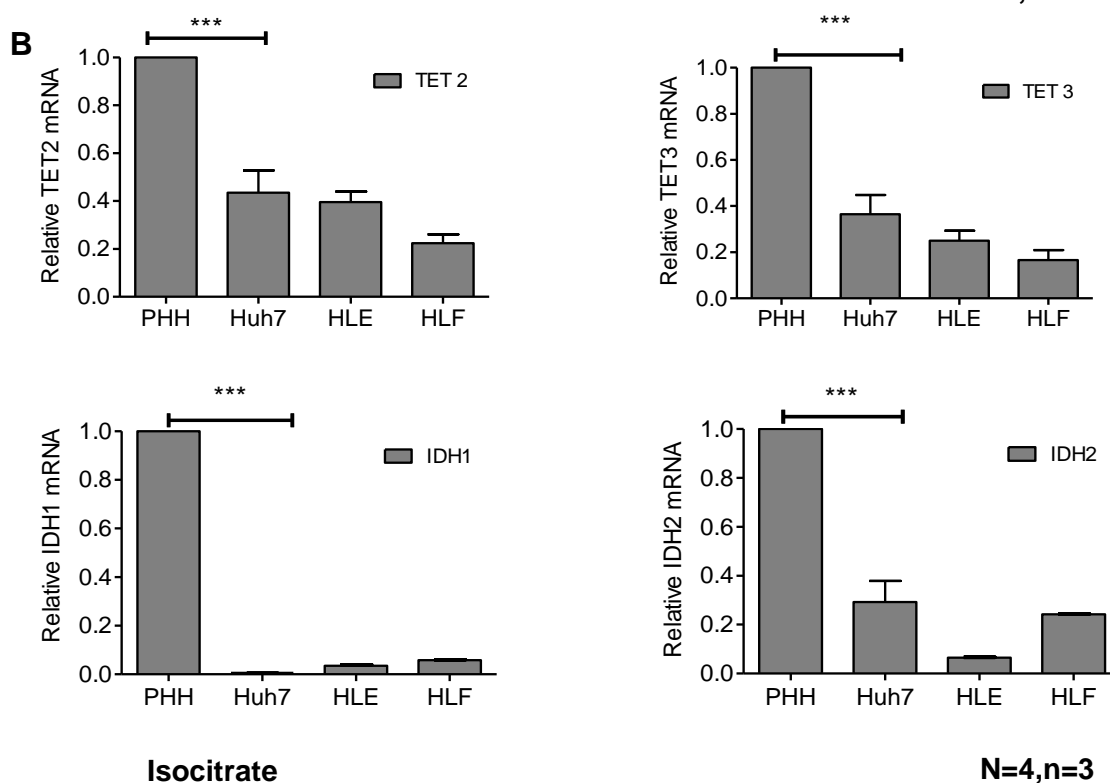 B
***
Relative TET2 mRNA
1.0
0.8
0.6
0.4
0.2
0.0
TET 2
PHH Huh7 HLE HLF
***
Relative TET3 mRNA
1.0
0.8
0.6
0.4
0.2
0.0
TET 3
PHH Huh7 HLE HLF
***
Relative IDH1 mRNA
1.0
0.8
0.6
0.4
0.2
0.0
IDH1
PHH Huh7 HLE HLF
***
Relative IDH2 mRNA
1.0
0.8
0.6
0.4
0.2
0.0
IDH2
PHH Huh7 HLE HLF
Isocitrate
N=4,n=3